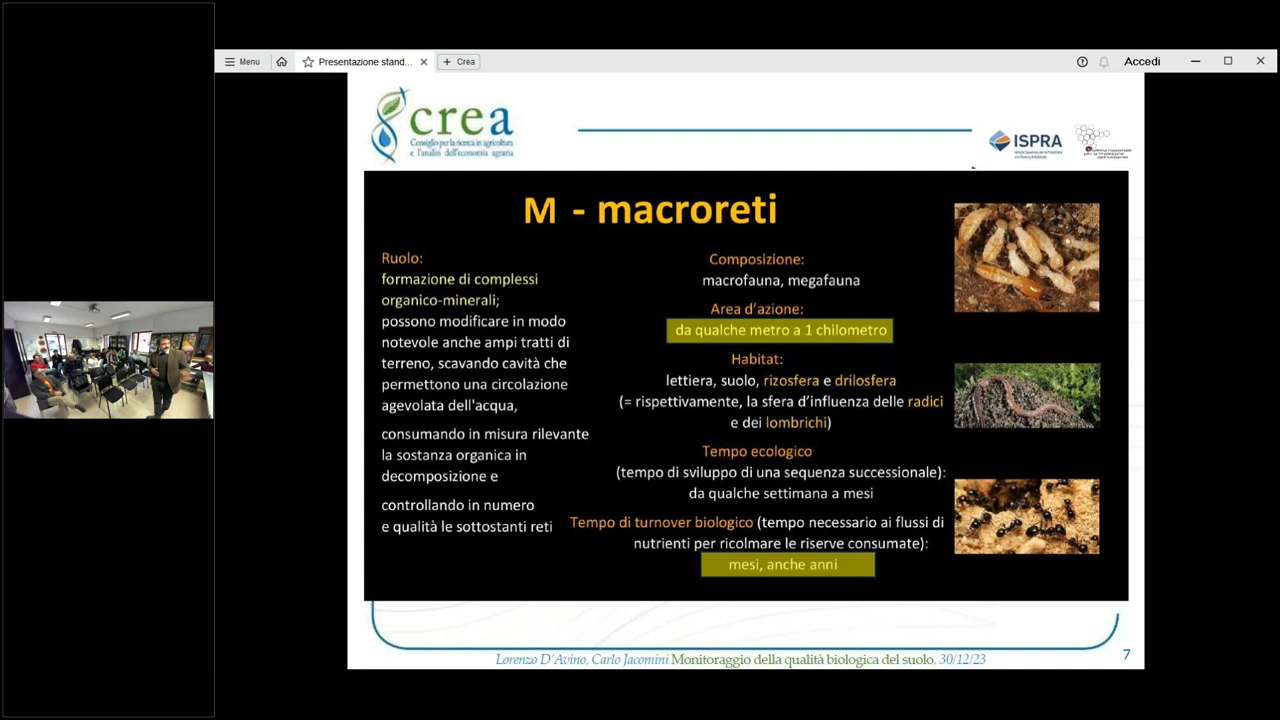 Menu
Presentazione stand...
Crea
Accedi
crea
Consiglio per la ricerca in agricoltura
e l'analisi dell'economia agraria
ISPRA
M - macroreti
Ruolo:
formazione di complessi
organico-minerali;
possono modificare in modo
notevole anche ampi tratti di
terreno, scavando cavità che
permettono una circolazione
agevolata dell'acqua,
consumando in misura rilevante
la sostanza organica in
decomposizione e
controllando in numero
e qualità le sottostanti reti
Composizione:
macrofauna, megafauna
Area d'azione:
da qualche metro a 1 chilometro
Habitat:
lettiera, suolo, rizosfera e drilosfera
(= rispettivamente, la sfera d'influenza delle radici
e dei lombrichi)
Tempo ecologico
(tempo di sviluppo di una sequenza successionale):
da qualche settimana a mesi
Tempo di turnover biologico (tempo necessario ai flussi di
nutrienti per ricolmare le riserve consumate):
mesi, anche anni
Lorenzo D'Avino, Carlo Jacomini Monitoraggio della qualità biologica del suolo, 30/12/23
7